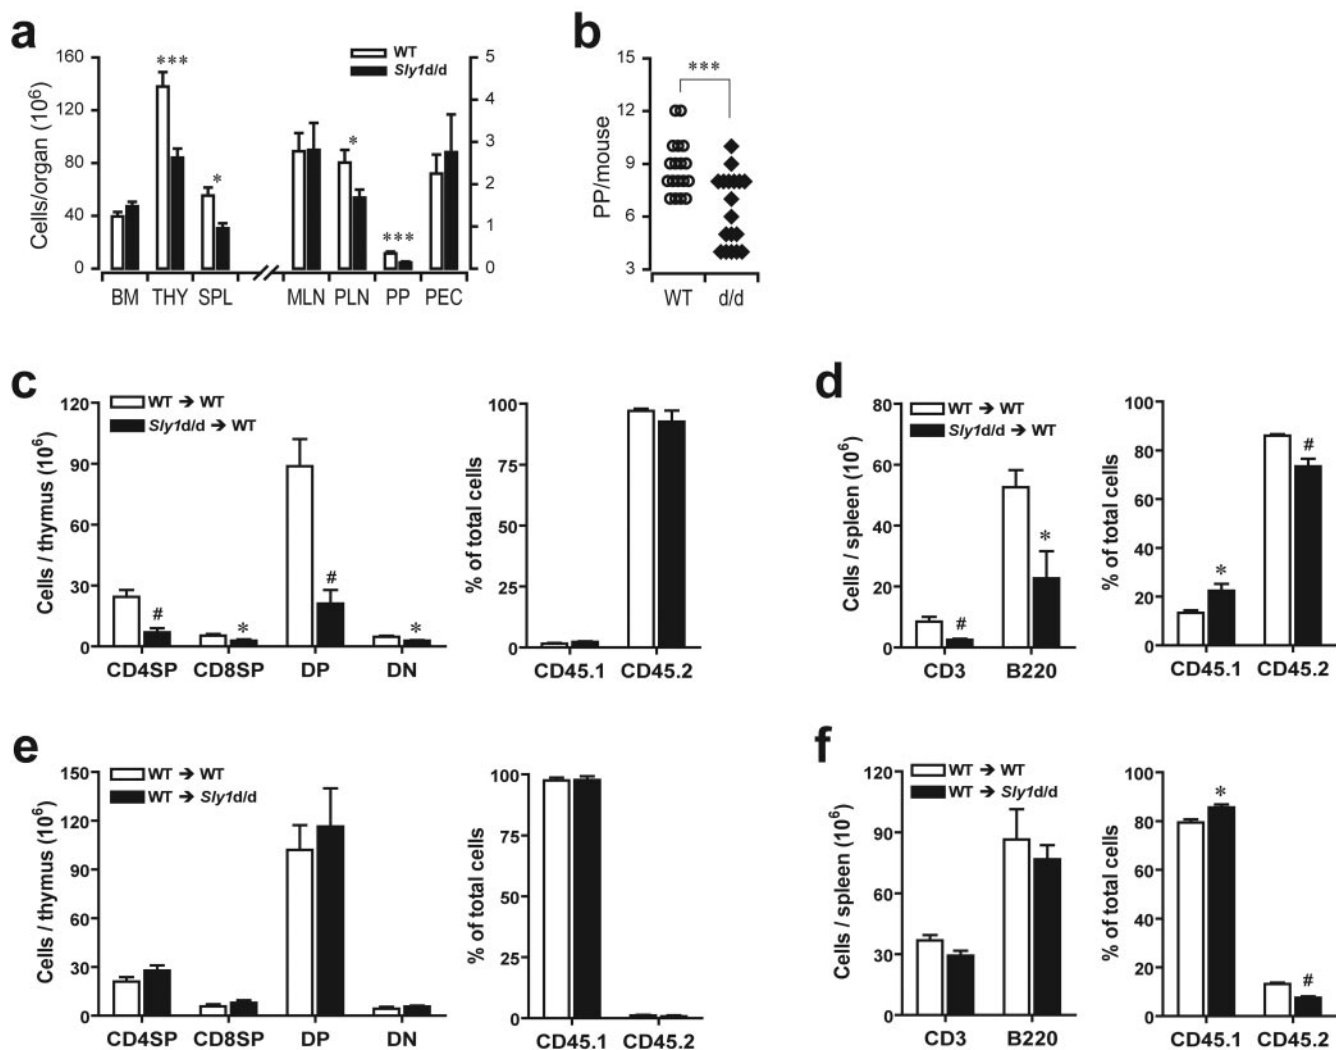 a
WT
Sly1d/d
Cells/organ (10⁶)
160
120
80
40
0
5
4
3
2
1
0
***
*
*
***
BM THY SPL MLN PLN PP PEC
b
***
PP/mouse
15
12
9
6
3
WT d/d
c
WT → WT
Sly1d/d → WT
Cells / thymus (10⁶)
120
90
60
30
0
#
*
#
*
CD4SP CD8SP DP DN
% of total cells
100
75
50
25
0
CD45.1 CD45.2
d
WT → WT
Sly1d/d → WT
Cells / spleen (10⁶)
80
60
40
20
0
#
*
CD3 B220
% of total cells
100
80
60
40
20
0
*
#
CD45.1 CD45.2
e
WT → WT
WT → Sly1d/d
Cells / thymus (10⁶)
150
120
90
60
30
0
CD4SP CD8SP DP DN
% of total cells
100
75
50
25
0
CD45.1 CD45.2
f
WT → WT
WT → Sly1d/d
Cells / spleen (10⁶)
120
90
60
30
0
CD3 B220
% of total cells
100
80
60
40
20
0
*
#
CD45.1 CD45.2